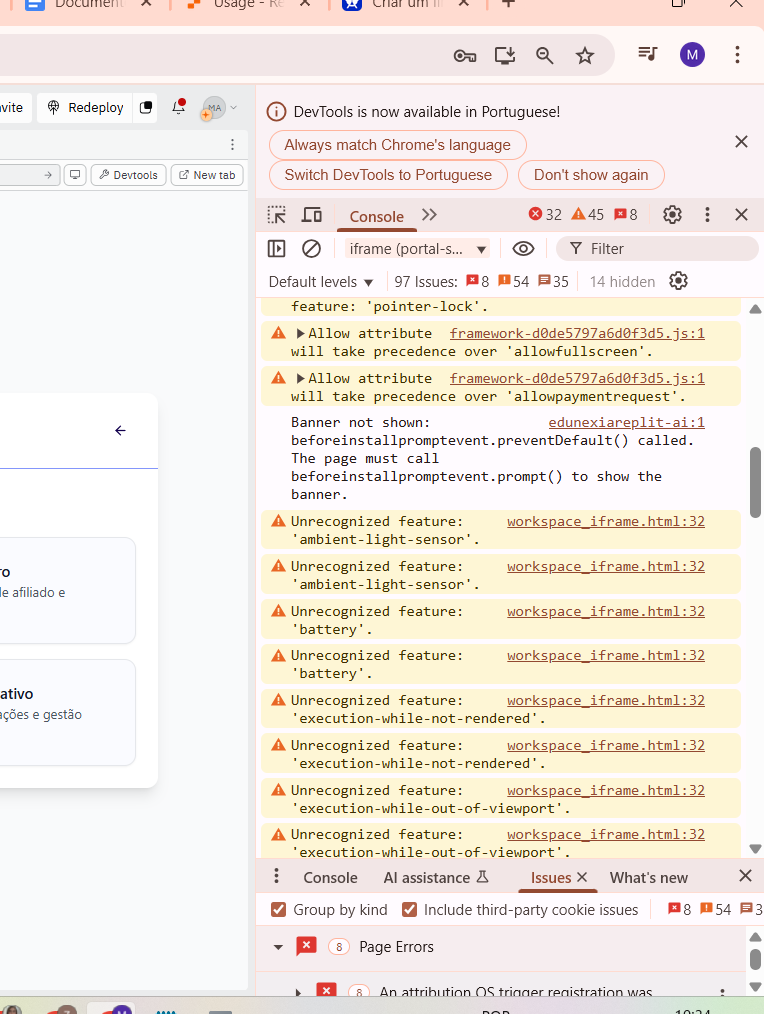 Document
Usage - Re
Criar um
M
nvite
Redeploy
MA
Devtools
New tab
DevTools is now available in Portuguese!
Always match Chrome's language
Switch DevTools to Portuguese
Don't show again
Console
32
45
8
iframe (portal-s...
Filter
Default levels
97 Issues:
8
54
35
14 hidden
feature: 'pointer-lock'.
Allow attribute framework-d0de5797a6d0f3d5.js:1
will take precedence over 'allowfullscreen'.
Allow attribute framework-d0de5797a6d0f3d5.js:1
will take precedence over 'allowpaymentrequest'.
Banner not shown: edunexiareplit-ai:1
beforeinstallpromptevent.preventDefault() called.
The page must call
beforeinstallpromptevent.prompt() to show the
banner.
Unrecognized feature: workspace_iframe.html:32
'ambient-light-sensor'.
Unrecognized feature: workspace_iframe.html:32
'ambient-light-sensor'.
Unrecognized feature: workspace_iframe.html:32
'battery'.
Unrecognized feature: workspace_iframe.html:32
'battery'.
Unrecognized feature: workspace_iframe.html:32
'execution-while-not-rendered'.
Unrecognized feature: workspace_iframe.html:32
'execution-while-not-rendered'.
Unrecognized feature: workspace_iframe.html:32
'execution-while-out-of-viewport'.
Unrecognized feature: workspace_iframe.html:32
'execution-while-out-of-viewport'.
ro
de afiliado e
ativo
ações e gestão
Console
AI assistance
Issues
What's new
Group by kind
Include third-party cookie issues
8
54
3
8
Page Errors
8
An attribution OS trigger registration was
POR